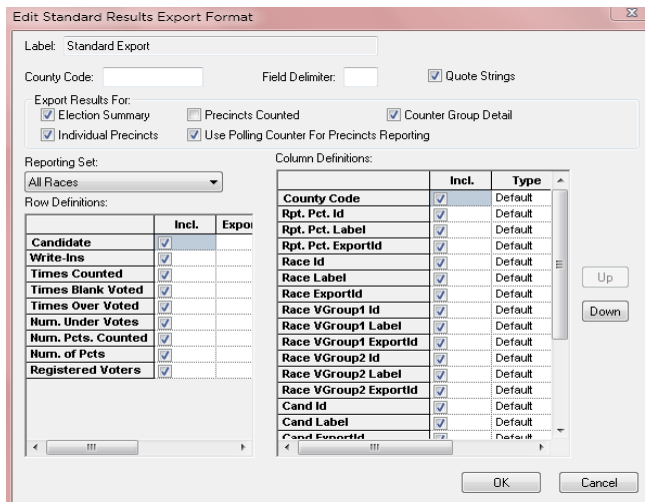 Edit Standard Results Export Format
Label: Standard Export
County Code:
Field Delimiter:
Quote Strings
Export Results For:
Election Summary
Precincts Counted
Counter Group Detail
Individual Precincts
Use Polling Counter For Precincts Reporting
Reporting Set:
All Races
Row Definitions:
Incl. Expor
Candidate
Write-Ins
Times Counted
Times Blank Voted
Times Over Voted
Num. Under Votes
Num. Pcts. Counted
Num. of Pcts
Registered Voters
Column Definitions:
Incl. Type
County Code Default
Rpt. Pct. Id Default
Rpt. Pct. Label Default
Rpt. Pct. ExportId Default
Race Id Default
Race Label Default
Race ExportId Default
Race VGroup1 Id Default
Race VGroup1 Label Default
Race VGroup1 ExportId Default
Race VGroup2 Id Default
Race VGroup2 Label Default
Race VGroup2 ExportId Default
Cand Id Default
Cand Label Default
Cand ExportId Default
Up
Down
OK
Cancel